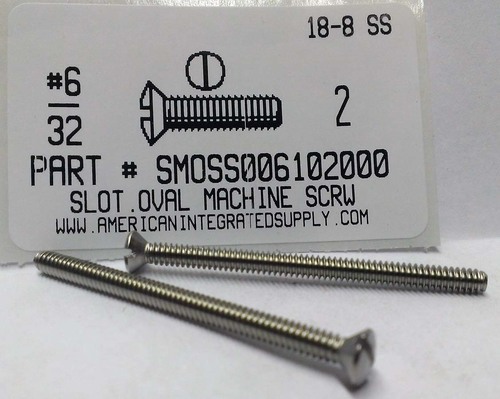 18-8 SS
#6
32
2
PART # SMOSS006102000
SLOT.OVAL MACHINE SCRW
WWW.AMERICANINTEGRATEDSUPPLY.COM